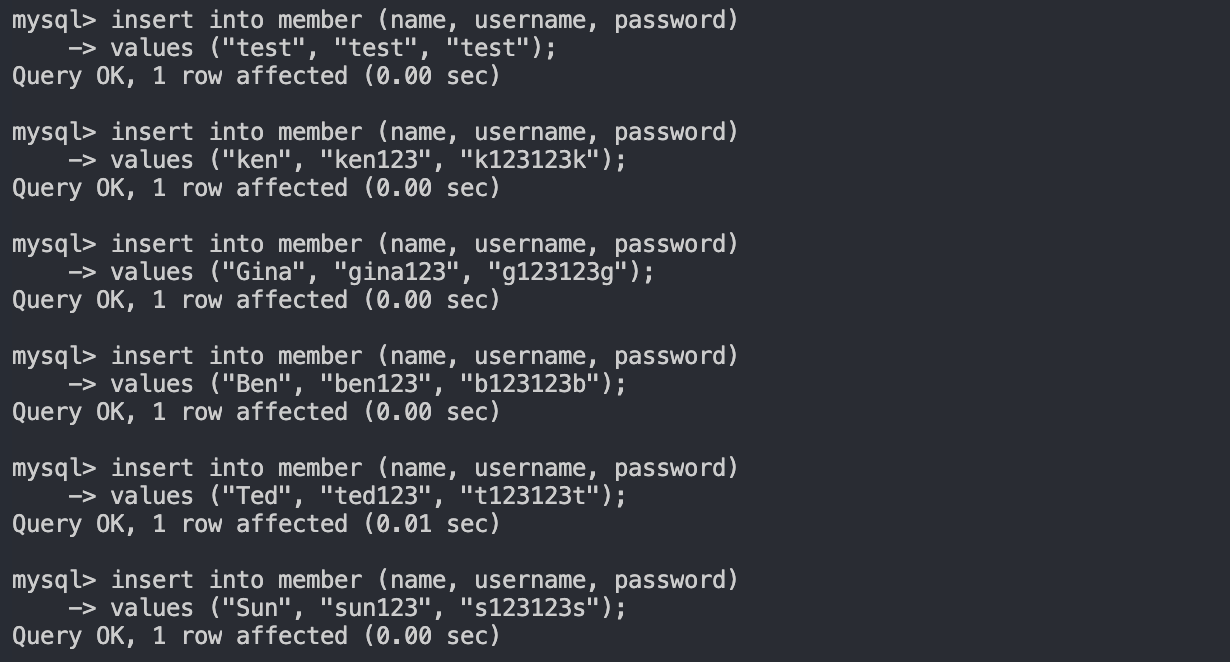 mysql> insert into member (name, username, password)
    -> values ("test", "test", "test");
Query OK, 1 row affected (0.00 sec)

mysql> insert into member (name, username, password)
    -> values ("ken", "ken123", "k123123k");
Query OK, 1 row affected (0.00 sec)

mysql> insert into member (name, username, password)
    -> values ("Gina", "gina123", "g123123g");
Query OK, 1 row affected (0.00 sec)

mysql> insert into member (name, username, password)
    -> values ("Ben", "ben123", "b123123b");
Query OK, 1 row affected (0.00 sec)

mysql> insert into member (name, username, password)
    -> values ("Ted", "ted123", "t123123t");
Query OK, 1 row affected (0.01 sec)

mysql> insert into member (name, username, password)
    -> values ("Sun", "sun123", "s123123s");
Query OK, 1 row affected (0.00 sec)